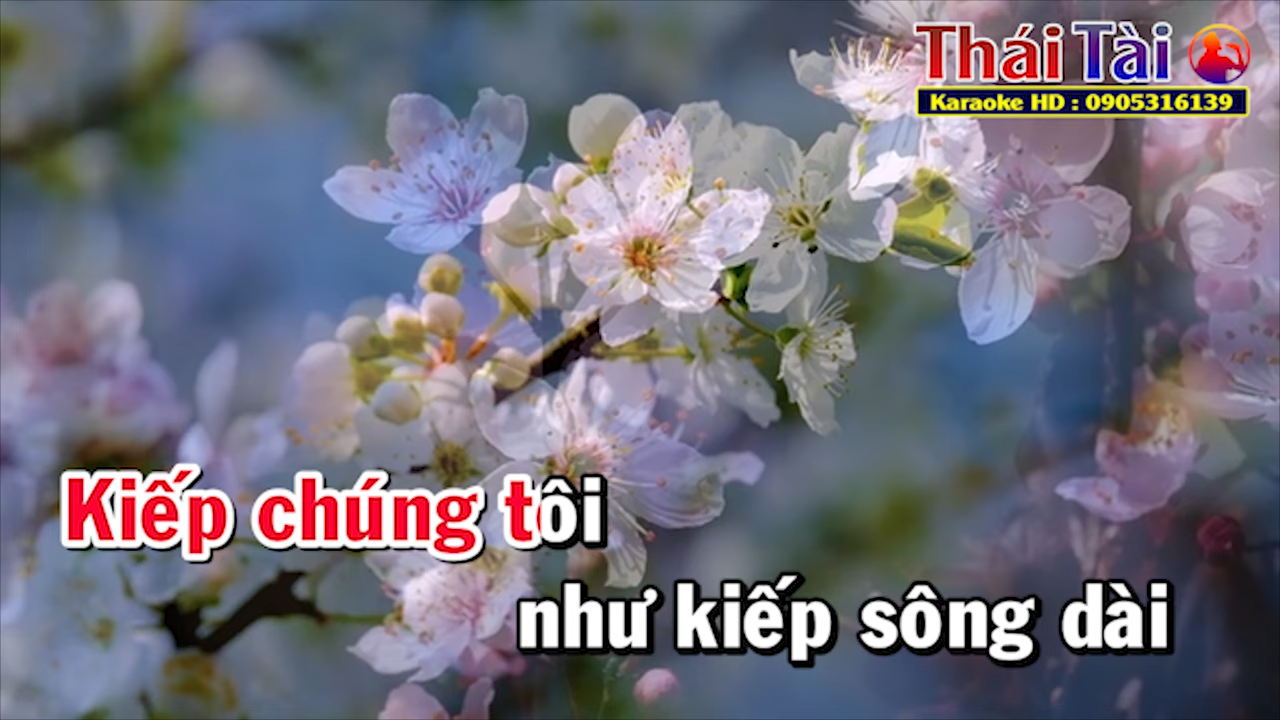 Thái Tài
Karaoke HD : 0905316139
Kiếp chúng tôi
như kiếp sông dài